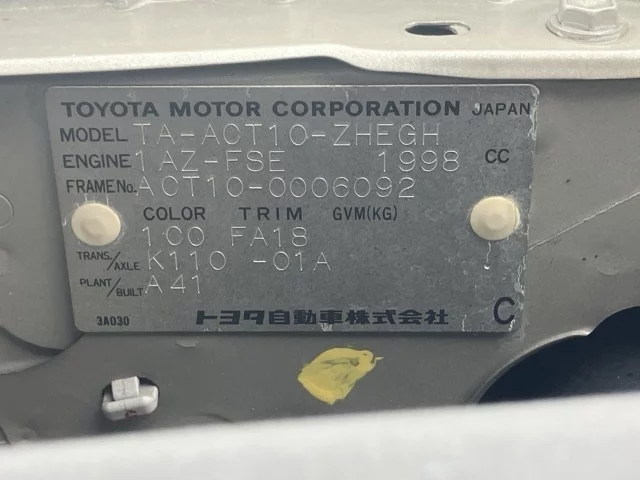 TOYOTA MOTOR CORPORATION JAPAN
MODEL TA-ACT10-ZHEGH
ENGINE 1AZ-FSE 1998 CC
FRAME No. ACT10-0006092
COLOR TRIM GVM(KG)
100 FA18
TRANS./AXLE K110 -01A
PLANT/BUILT A41
3A030 トヨタ自動車株式会社 C